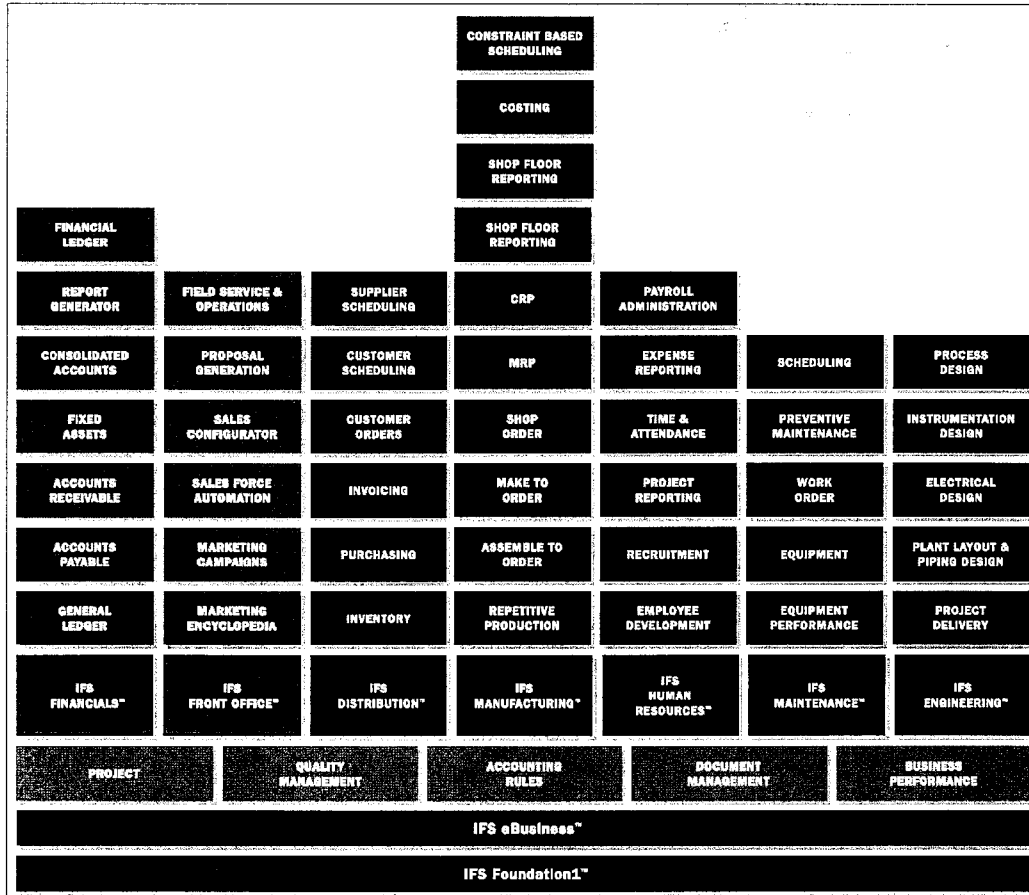 CONSTRAINT BASED
SCHEDULING
COSTING
SHOP FLOOR
REPORTING
FINANCIAL
LEDGER
SHOP FLOOR
REPORTING
REPORT
GENERATOR
FIELD SERVICE &
OPERATIONS
SUPPLIER
SCHEDULING
CRP
PAYROLL
ADMINISTRATION
CONSOLIDATED
ACCOUNTS
PROPOSAL
GENERATION
CUSTOMER
SCHEDULING
MRP
EXPENSE
REPORTING
SCHEDULING
PROCESS
DESIGN
FIXED
ASSETS
SALES
CONFIGURATOR
CUSTOMER
ORDERS
SHOP
ORDER
TIME &
ATTENDANCE
PREVENTIVE
MAINTENANCE
INSTRUMENTATION
DESIGN
ACCOUNTS
RECEIVABLE
SALES FORCE
AUTOMATION
INVOICING
MAKE TO
ORDER
PROJECT
REPORTING
WORK
ORDER
ELECTRICAL
DESIGN
ACCOUNTS
PAYABLE
MARKETING
CAMPAIGNS
PURCHASING
ASSEMBLE TO
ORDER
RECRUITMENT
EQUIPMENT
PLANT LAYOUT &
PIPING DESIGN
GENERAL
LEDGER
MARKETING
ENCYCLOPEDIA
INVENTORY
REPETITIVE
PRODUCTION
EMPLOYEE
DEVELOPMENT
EQUIPMENT
PERFORMANCE
PROJECT
DELIVERY
IFS
FINANCIALS™
IFS
FRONT OFFICE™
IFS
DISTRIBUTION™
IFS
MANUFACTURING™
IFS
HUMAN
RESOURCES™
IFS
MAINTENANCE™
IFS
ENGINEERING™
PROJECT
QUALITY
MANAGEMENT
ACCOUNTING
RULES
DOCUMENT
MANAGEMENT
BUSINESS
PERFORMANCE
IFS eBusiness™
IFS Foundation1™